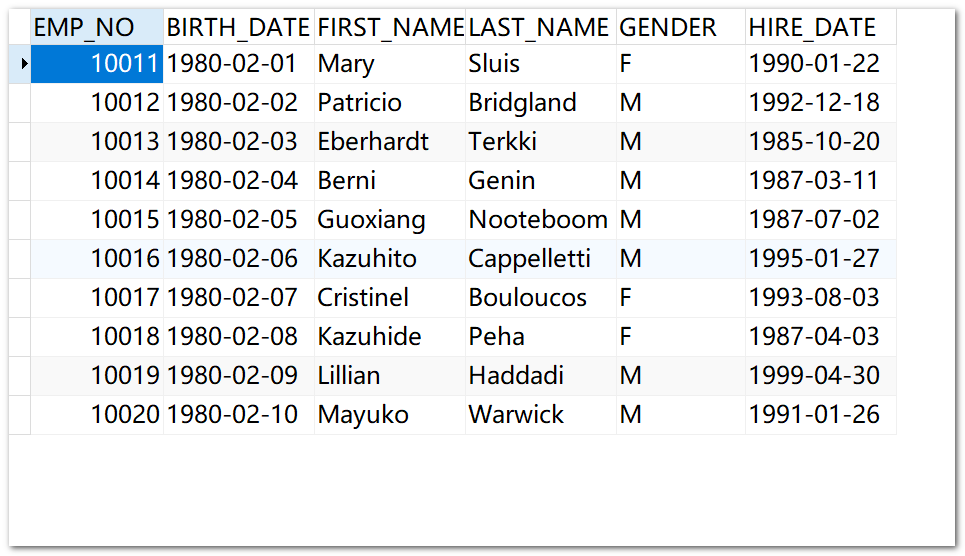 EMP_NO BIRTH_DATE FIRST_NAME LAST_NAME GENDER HIRE_DATE
10011 1980-02-01 Mary Sluis F 1990-01-22
10012 1980-02-02 Patricio Bridgland M 1992-12-18
10013 1980-02-03 Eberhardt Terkki M 1985-10-20
10014 1980-02-04 Berni Genin M 1987-03-11
10015 1980-02-05 Guoxiang Nooteboom M 1987-07-02
10016 1980-02-06 Kazuhito Cappelletti M 1995-01-27
10017 1980-02-07 Cristinel Bouloucos F 1993-08-03
10018 1980-02-08 Kazuhide Peha F 1987-04-03
10019 1980-02-09 Lillian Haddadi M 1999-04-30
10020 1980-02-10 Mayuko Warwick M 1991-01-26